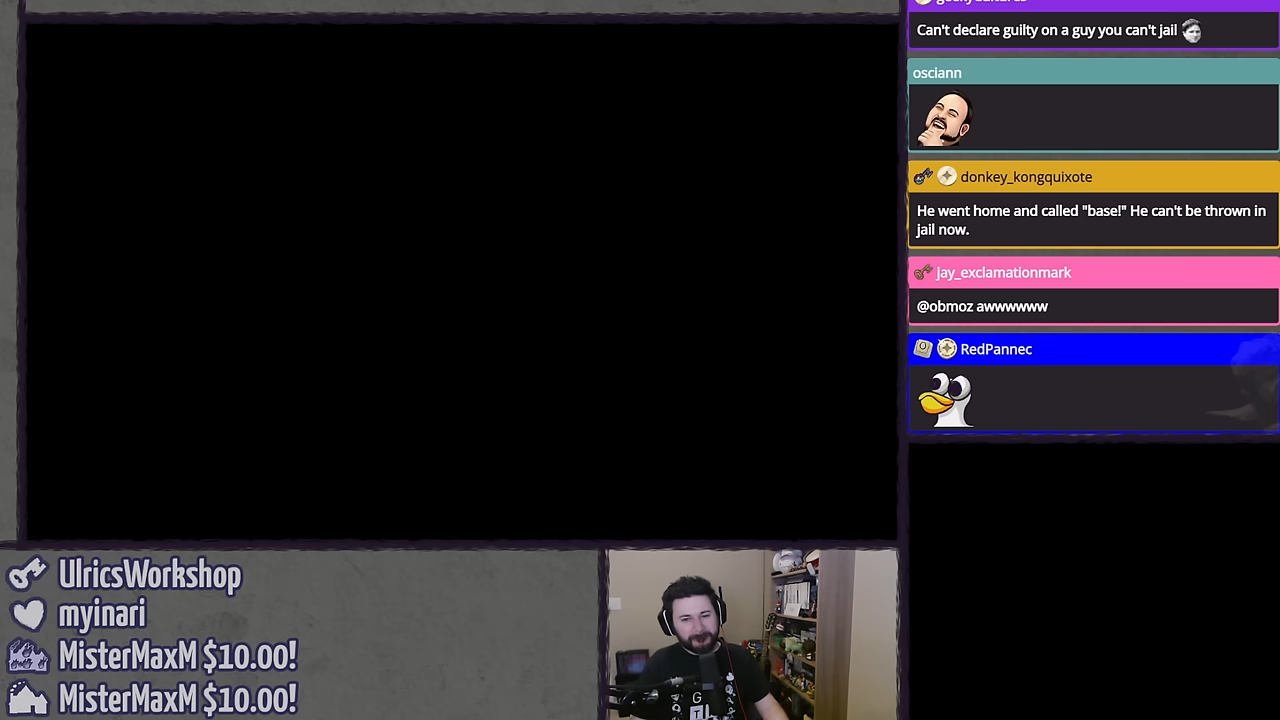 Can't declare guilty on a guy you can't jail
osciann
donkey_kongquixote
He went home and called "base!" He can't be thrown in
jail now.
jay_exclamationmark
@obmoz awwwwww
RedPannec
UlricsWorkshop
myinari
MisterMaxM $10.00!
MisterMaxM $10.00!